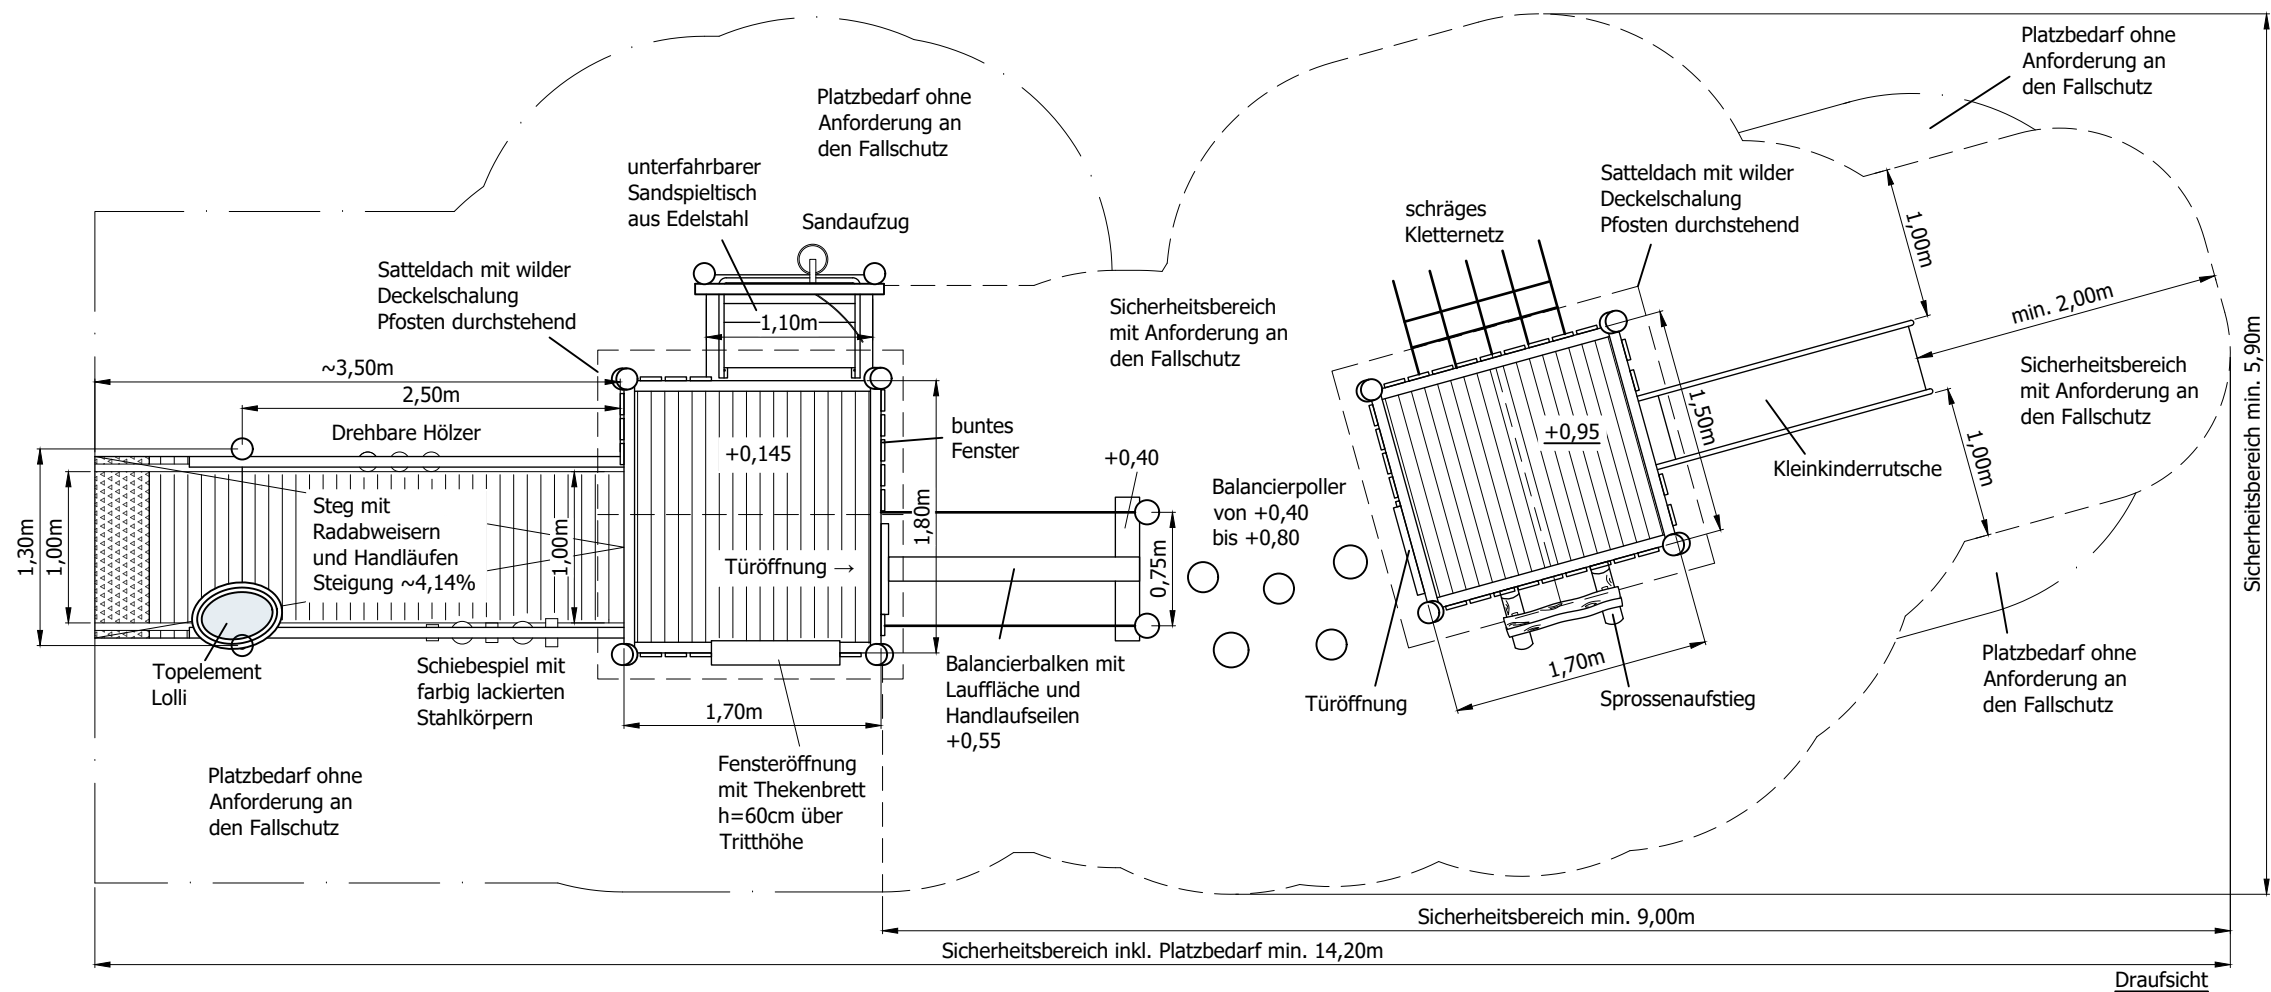 Platzbedarf ohne
Anforderung an
den Fallschutz
Platzbedarf ohne
Anforderung an
den Fallschutz
unterfahrbarer
Sandspieltisch
aus Edelstahl
Sandaufzug
Satteldach mit wilder
Deckelschalung
Pfosten durchstehend
schräges
Kletternetz
Satteldach mit wilder
Deckelschalung
Pfosten durchstehend
1,00m
min. 2,00m
Sicherheitsbereich min. 5,90m
Sicherheitsbereich
mit Anforderung an
den Fallschutz
1,10m
~3,50m
2,50m
Drehbare Hölzer
Sicherheitsbereich
mit Anforderung an
den Fallschutz
buntes
Fenster
+0,145
+0,40
+0,95
1,50m
1,00m
Kleinkinderrutsche
Balancierpoller
von +0,40
bis +0,80
1,30m
1,00m
Steg mit
Radabweisern
und Handläufen
Steigung ~4,14%
1,00m
1,80m
Türöffnung →
0,75m
Topelement
Lolli
Schiebespiel mit
farbig lackierten
Stahlkörpern
1,70m
Balancierbalken mit
Lauffläche und
Handlaufseilen
+0,55
Türöffnung
1,70m
Sprossenaufstieg
Platzbedarf ohne
Anforderung an
den Fallschutz
Platzbedarf ohne
Anforderung an
den Fallschutz
Fensteröffnung
mit Thekenbrett
h=60cm über
Tritthöhe
Sicherheitsbereich min. 9,00m
Sicherheitsbereich inkl. Platzbedarf min. 14,20m
Draufsicht